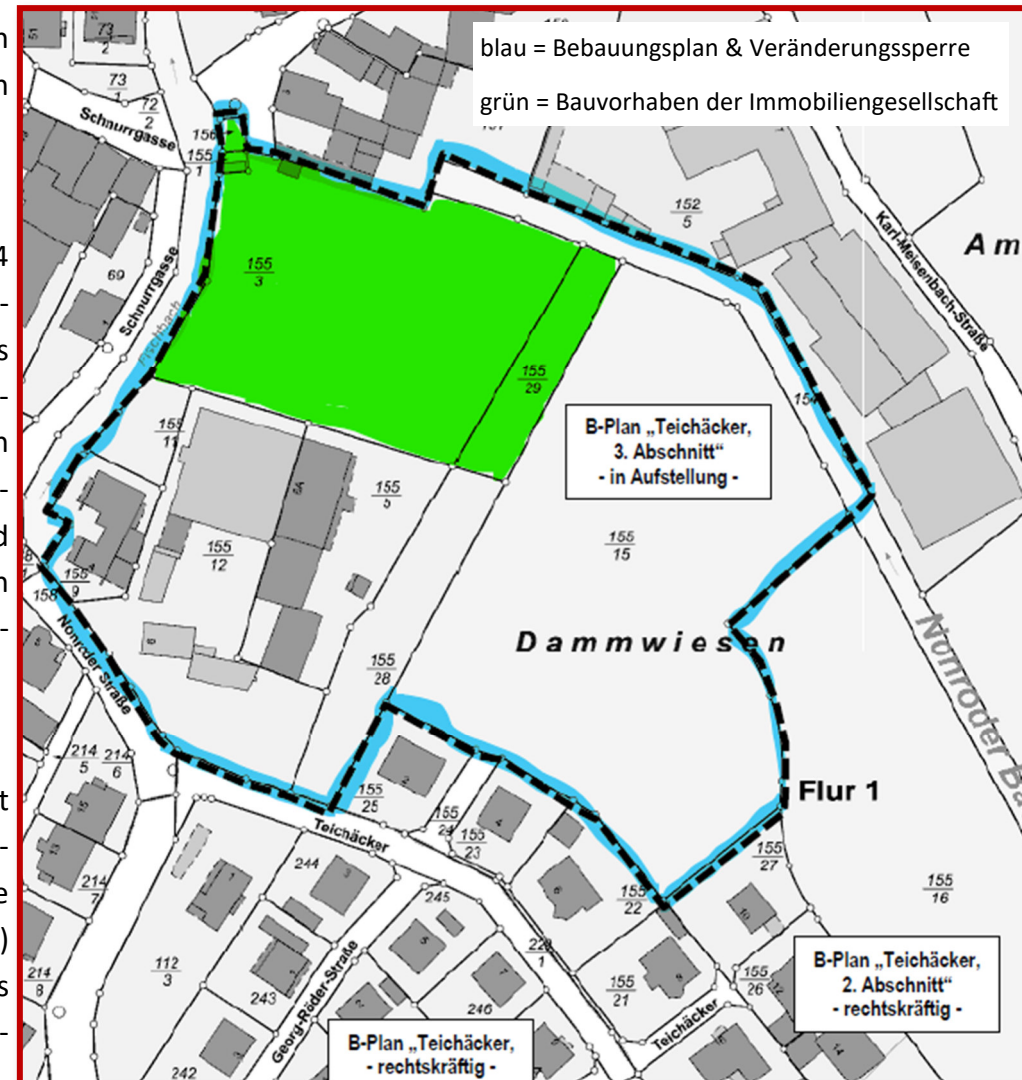 blau = Bebauungsplan & Veränderungssperre
grün = Bauvorhaben der Immobiliengesellschaft
73
2
73
1
72
2
Schnurrgasse
156
155
1
69
Schnurrgasse
Fischbach
155
3
152
5
Karl-Meisenbach-Straße
Am
155
29
B-Plan „Teichäcker,
3. Abschnitt“
- in Aufstellung -
154
155
11
155
5
155
12
155
15
155
9
158
Nonroder Straße
Dammwiesen
155
28
Nonroder Ba
214
5
214
6
155
25
Flur 1
Teichäcker
155
24
155
23
155
27
155
16
214
7
244
245
155
22
214
8
112
3
243
Georg-Röder-Straße
246
155
21
155
26
B-Plan „Teichäcker,
2. Abschnitt“
- rechtskräftig -
Teichäcker
242
B-Plan „Teichäcker,
- rechtskräftig -